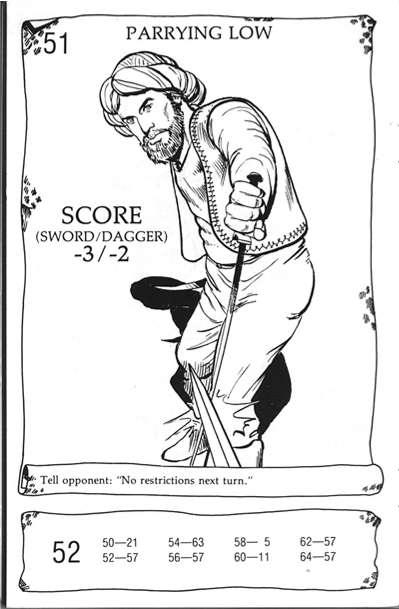 51
PARRYING LOW
SCORE
(SWORD/DAGGER)
-3/-2
Tell opponent: "No restrictions next turn."
52
50—21 54—63 58— 5 62—57
52—57 56—57 60—11 64—57